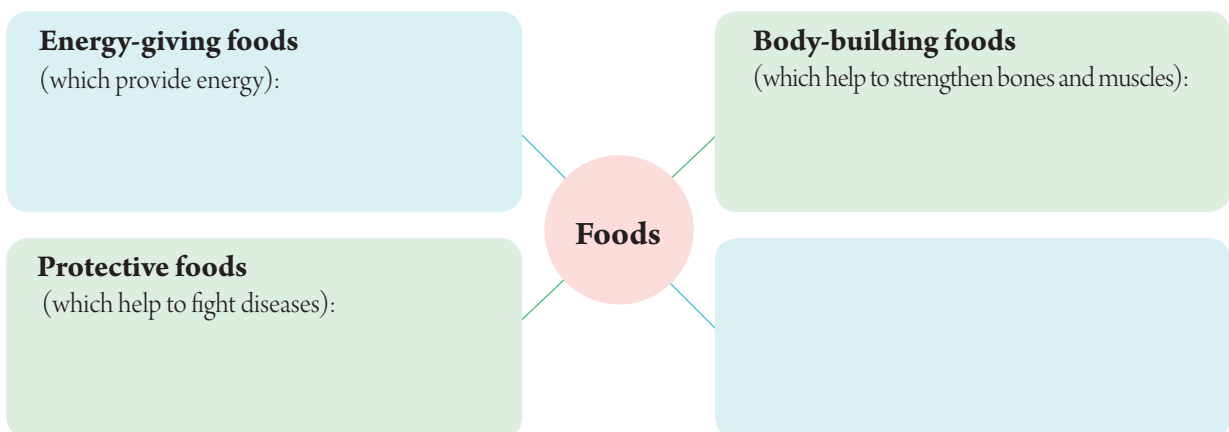 Energy-giving foods
(which provide energy):
Body-building foods
(which help to strengthen bones and muscles):
Foods
Protective foods
(which help to fight diseases):